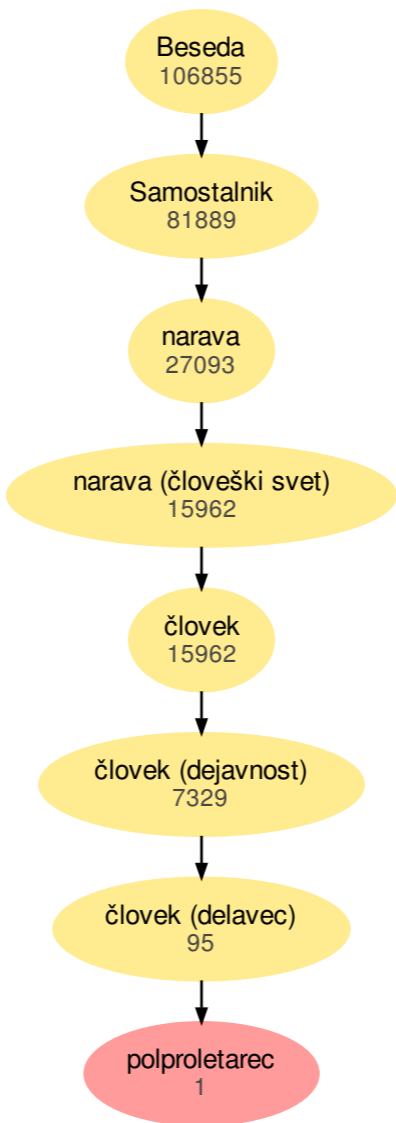 Beseda
106855
Samostalnik
81889
narava
27093
narava (človeški svet)
15962
človek
15962
človek (dejavnost)
7329
človek (delavec)
95
polproletarec
1